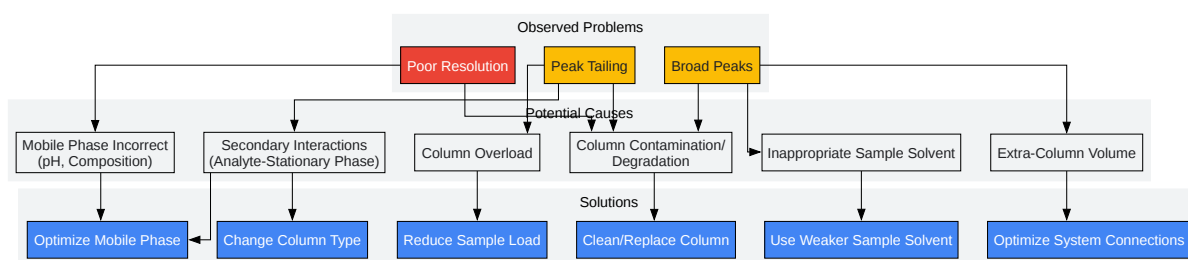 Observed Problems
Poor Resolution
Peak Tailing
Broad Peaks
Potential Causes
Mobile Phase Incorrect
(pH, Composition)
Secondary Interactions
(Analyte-Stationary Phase)
Column Overload
Column Contamination/
Degradation
Inappropriate Sample Solvent
Extra-Column Volume
Solutions
Optimize Mobile Phase
Change Column Type
Reduce Sample Load
Clean/Replace Column
Use Weaker Sample Solvent
Optimize System Connections